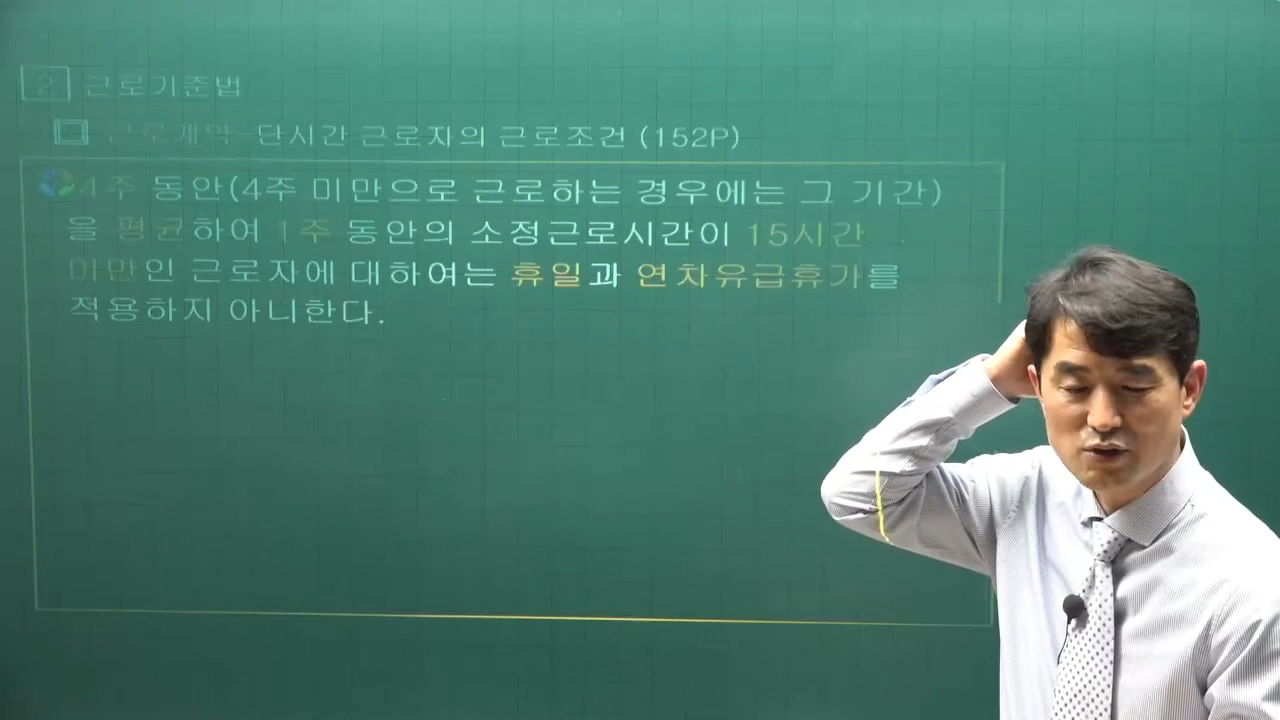 2 근로기준법
근로계약 - 단시간 근로자의 근로조건 (152P)
4주 동안(4주 미만으로 근로하는 경우에는 그 기간)
을 평균하여 1주 동안의 소정근로시간이 15시간
미만인 근로자에 대하여는 휴일과 연차유급휴가를
적용하지 아니한다.